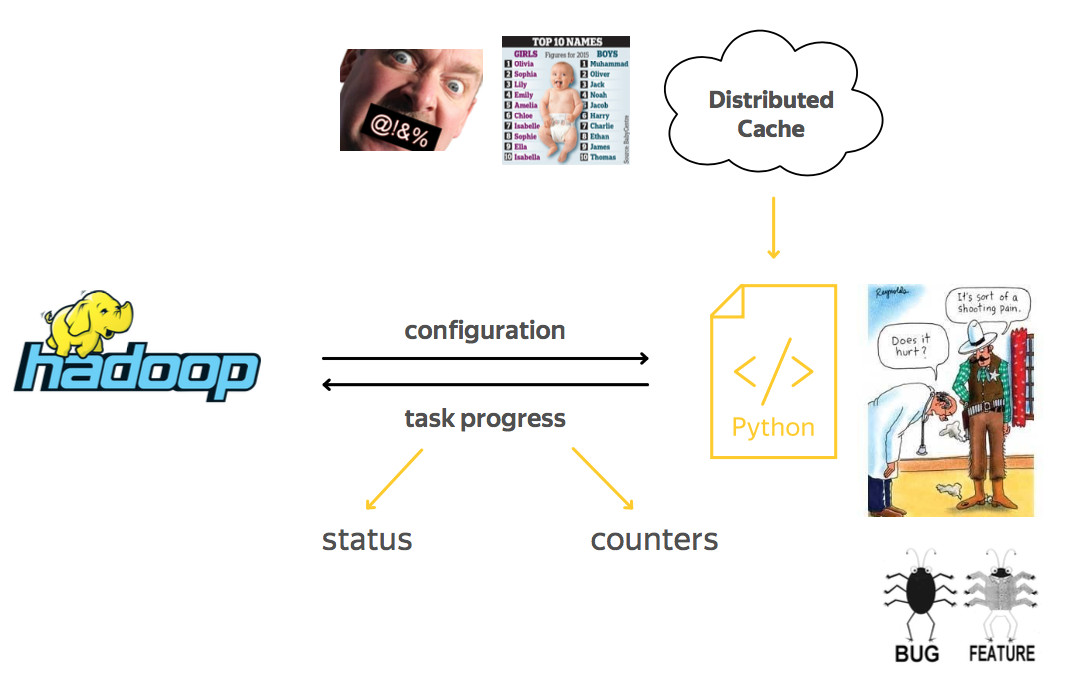 @!&%
TOP 10 NAMES
GIRLS Figures for 2015 BOYS
1 Olivia 1 Muhammad
2 Sophia 2 Oliver
3 Lily 3 Jack
4 Emily 4 Noah
5 Amelia 5 Jacob
6 Chloe 6 Harry
7 Isabelle 7 Charlie
8 Sophie 8 Ethan
9 Ella 9 James
10 Isabella 10 Thomas
Source: BabyCentre
Distributed
Cache
hadoop
configuration
task progress
status
counters
</>
Python
Reynolds
It's sort of a
shooting pain.
Does it
hurt?
BUG FEATURE